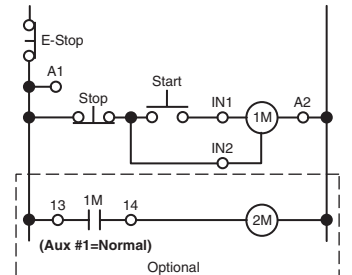 E-Stop
A1
Stop
Start
IN1
1M
A2
IN2
13
1M
14
2M
(Aux #1=Normal)
Optional